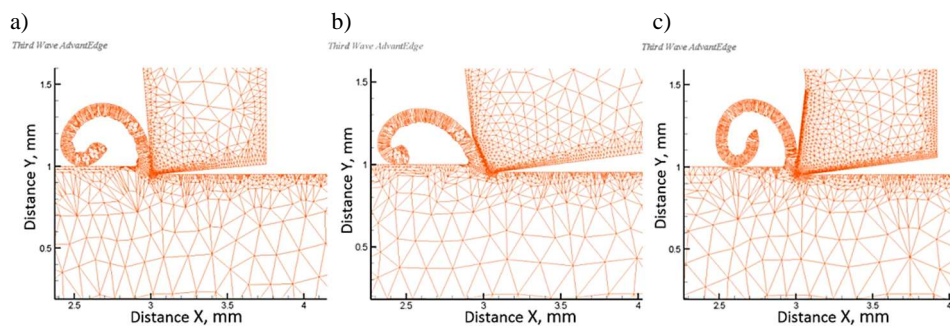 a) b) c)
Third Wave AdvantEdge Third Wave AdvantEdge Third Wave AdvantEdge
1.5 1.5 1.5
Distance Y, mm Distance Y, mm Distance Y, mm
1 1 1
0.5 0.5 0.5
2.5 3 3.5 4 2.5 3 3.5 4 2.5 3 3.5 4
Distance X, mm Distance X, mm Distance X, mm